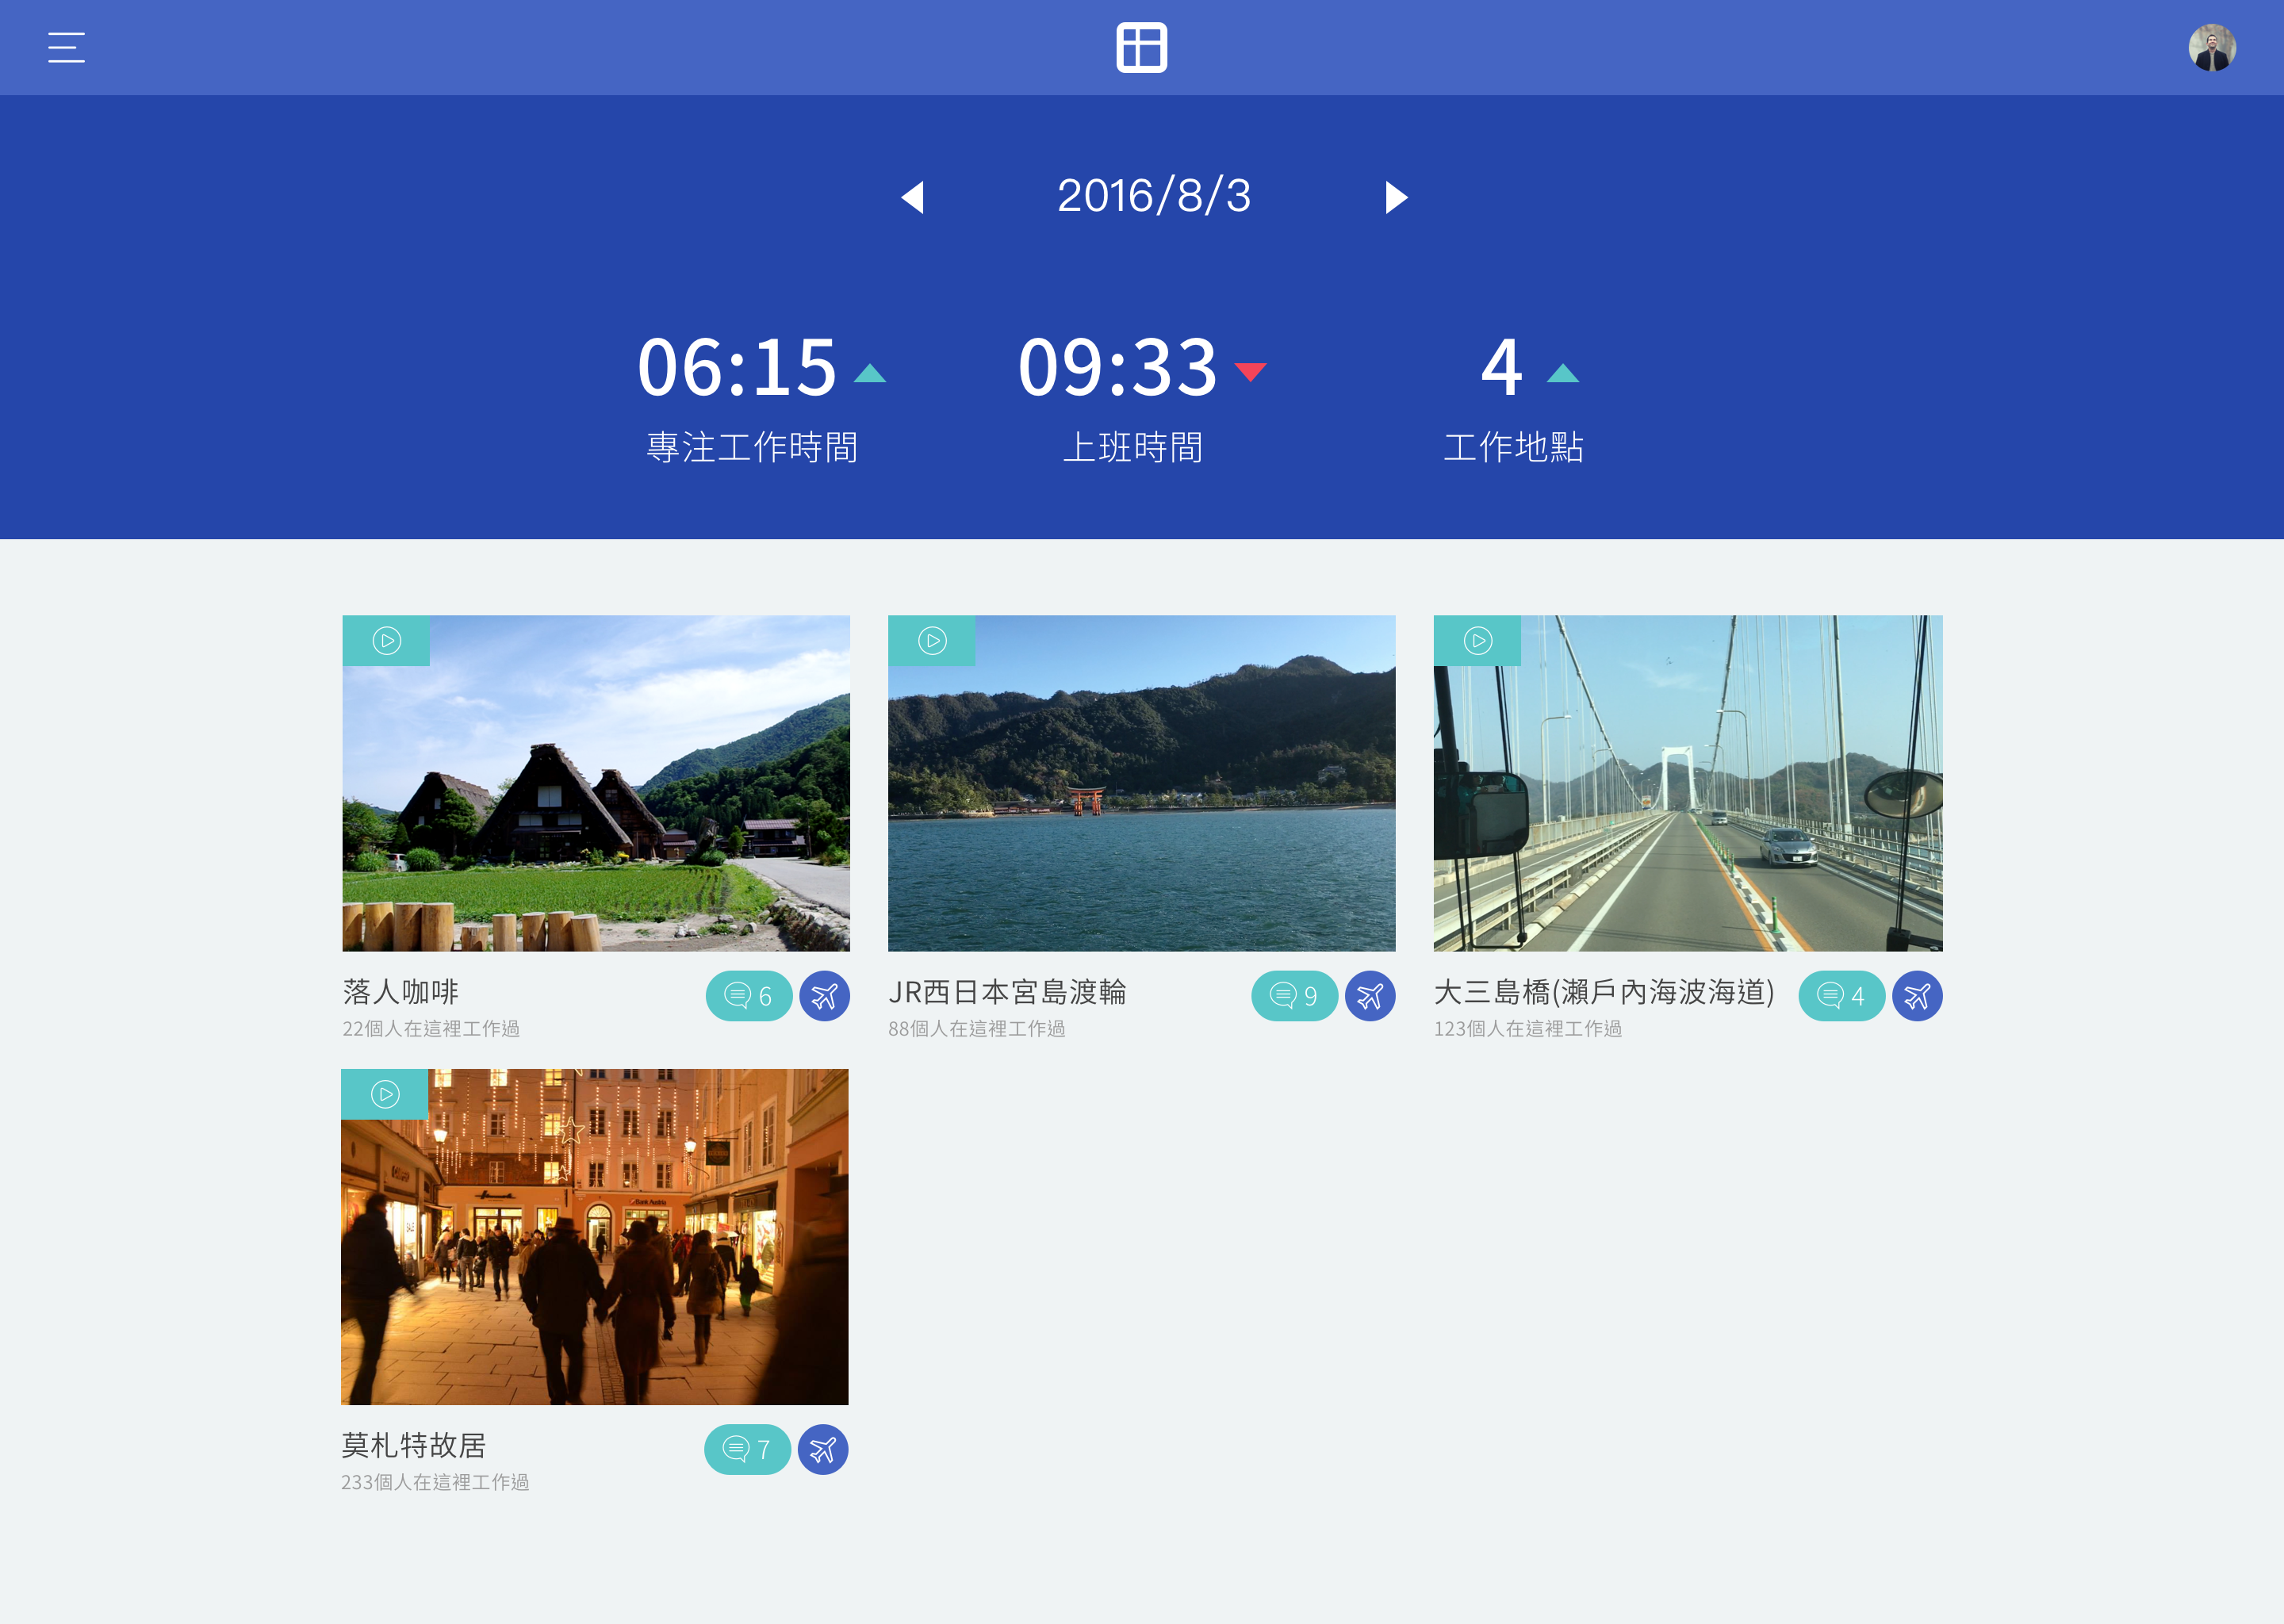 2016/8/3
06:15
09:33
4
專注工作時間
上班時間
工作地點
落人咖啡
6
22個人在這裡工作過
JR西日本宮島渡輪
9
88個人在這裡工作過
大三島橋(瀨戶內海波海道)
4
123個人在這裡工作過
Bank Austria
莫札特故居
7
233個人在這裡工作過